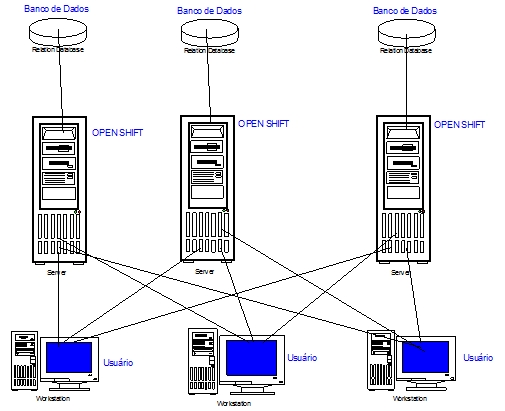 Banco de Dados
Banco de Dados
Banco de Dados
Relation Database
Relation Database
Relation Database
OPEN SHIFT
OPEN SHIFT
OPEN SHIFT
Server
Server
Server
Usuário
Usuário
Usuário
Workstation
Workstation
Workstation